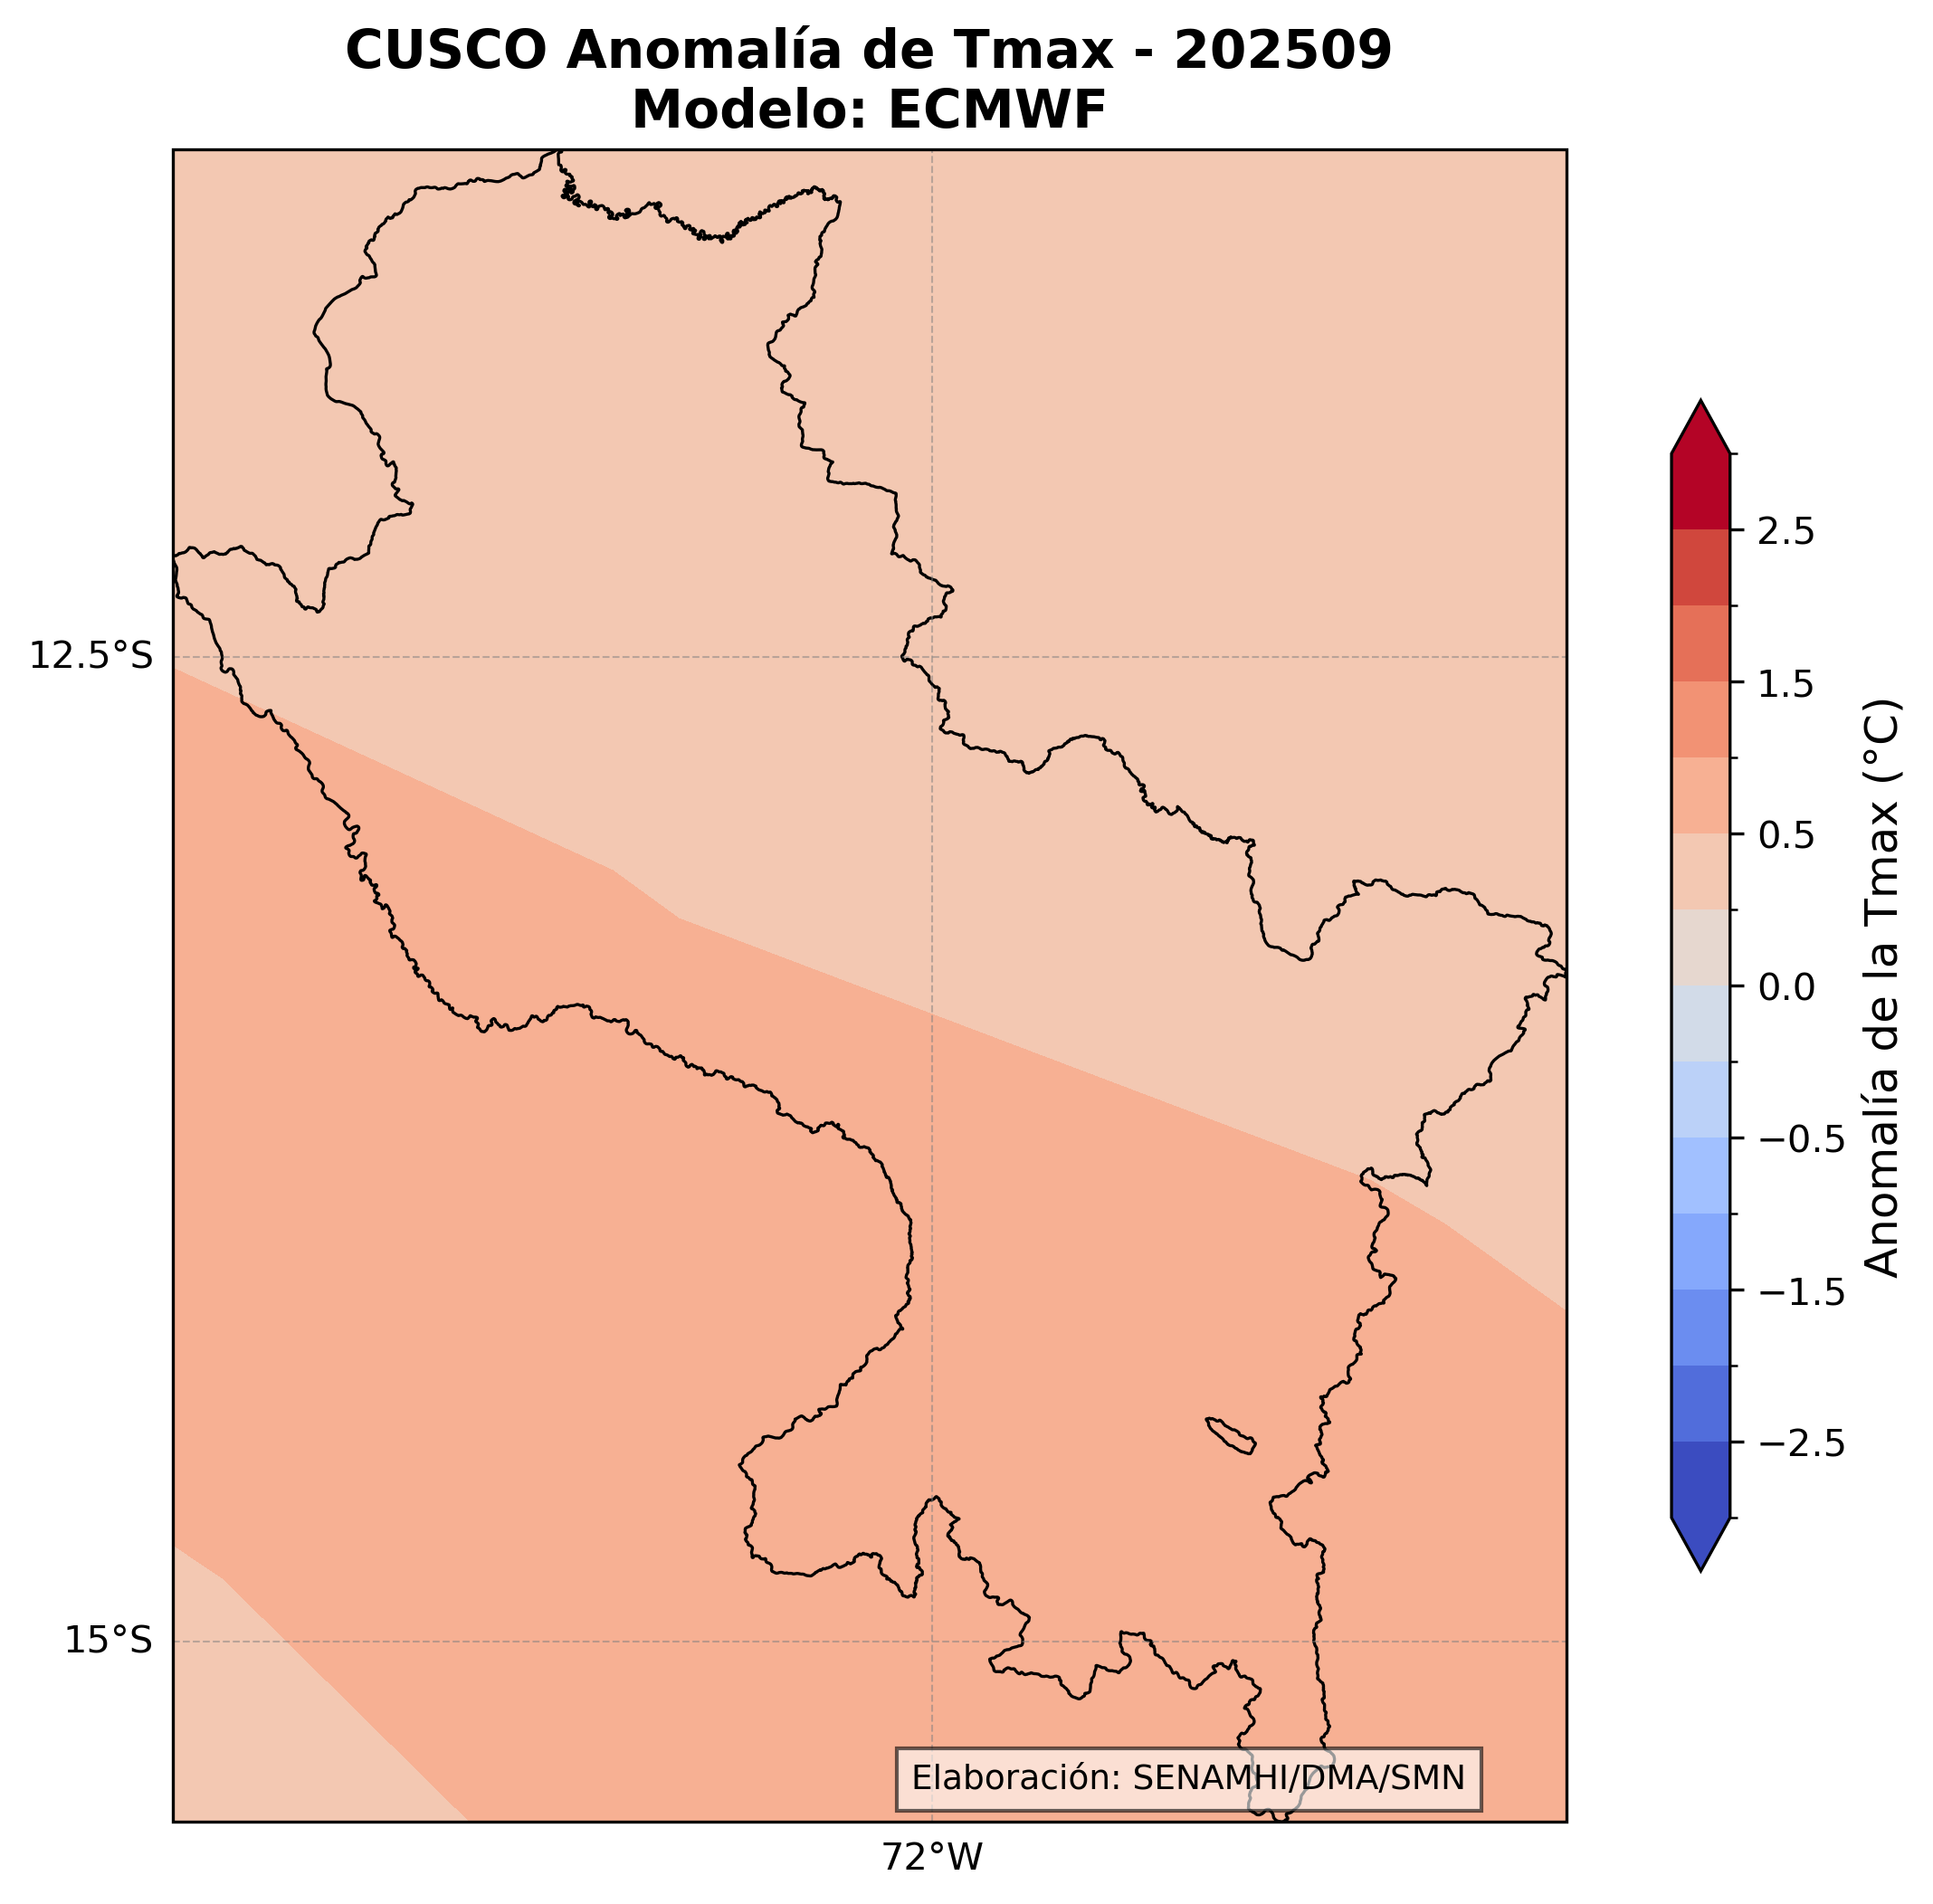 CUSCO Anomalía de Tmax - 202509
Modelo: ECMWF
12.5°S
15°S
72°W
Elaboración: SENAMHI/DMA/SMN
2.5
1.5
0.5
0.0
−0.5
−1.5
−2.5
Anomalía de la Tmax (°C)